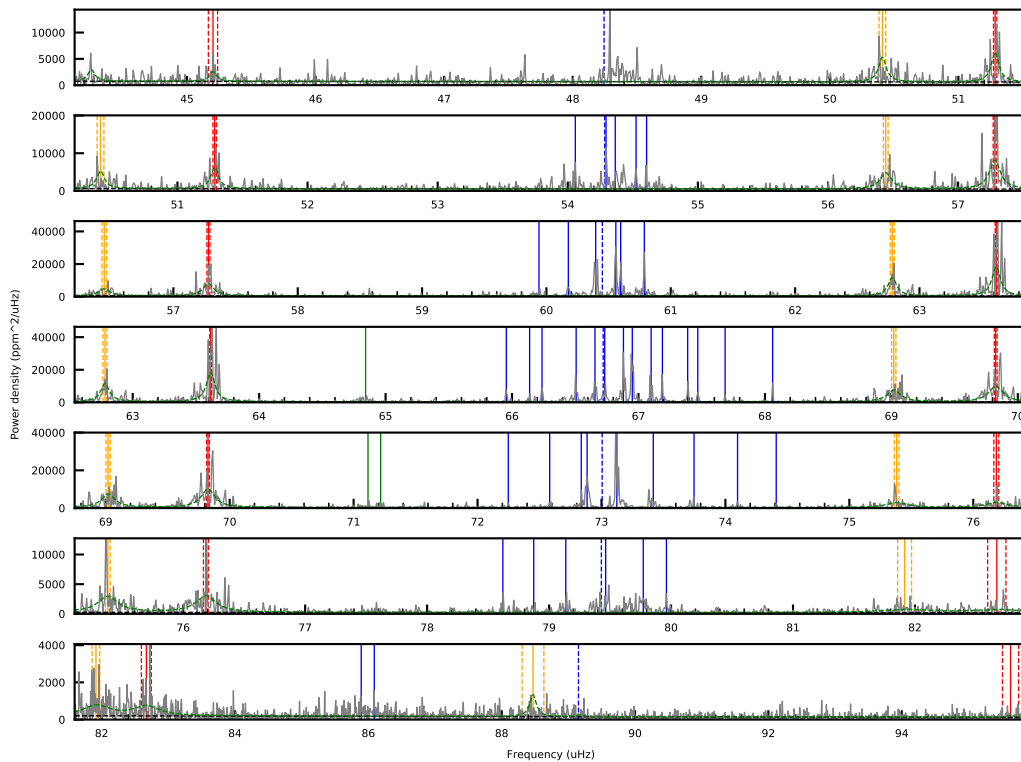 10000
5000
0
45 46 47 48 49 50 51
20000
10000
0
51 52 53 54 55 56 57
40000
20000
0
57 58 59 60 61 62 63
40000
20000
0
63 64 65 66 67 68 69 70
40000
20000
0
69 70 71 72 73 74 75 76
10000
5000
0
76 77 78 79 80 81 82
4000
2000
0
82 84 86 88 90 92 94
Power density (ppm^2/uHz)
Frequency (uHz)